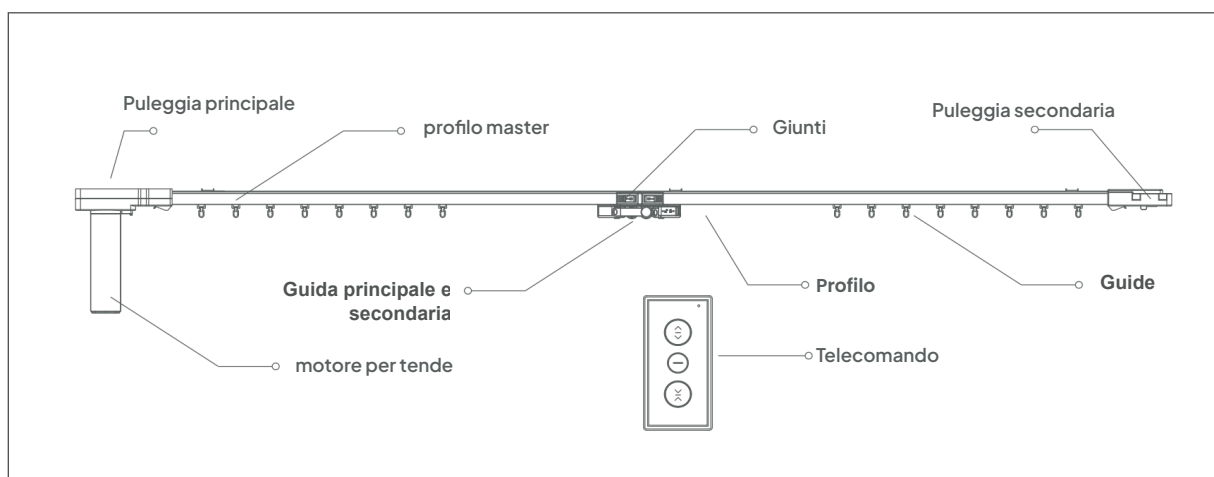 Puleggia principale
profilo master
Giunti
Puleggia secondaria
Guida principale e
secondaria
Profilo
Guide
motore per tende
Telecomando